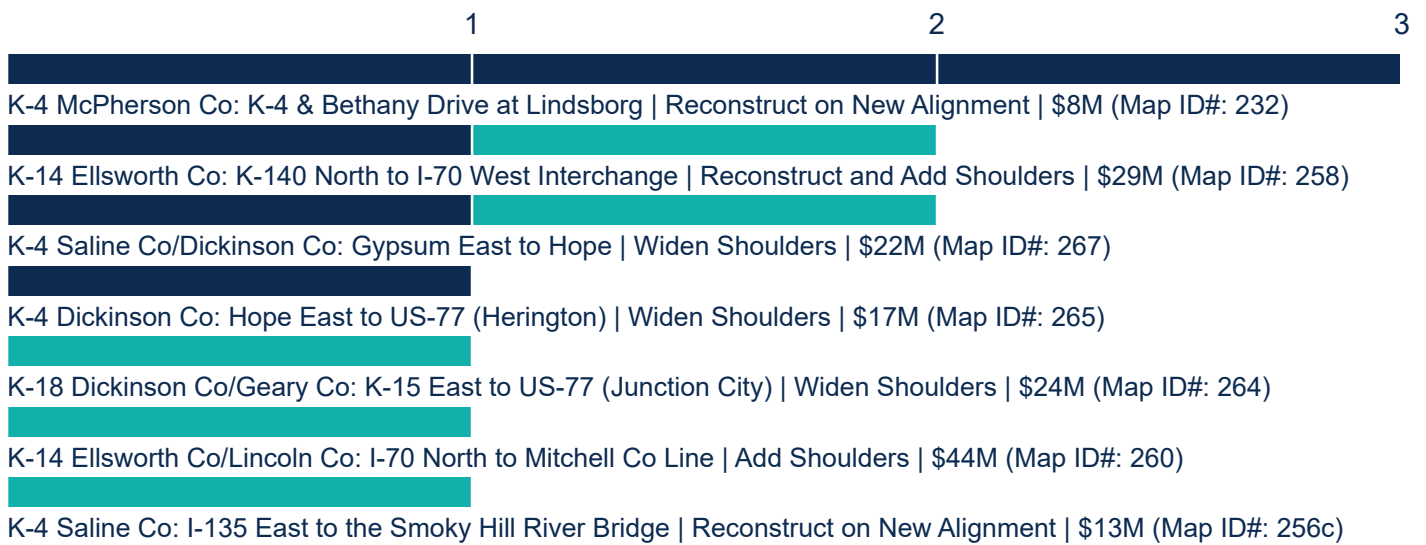 1 2 3
K-4 McPherson Co: K-4 & Bethany Drive at Lindsborg | Reconstruct on New Alignment | $8M (Map ID#: 232)
K-14 Ellsworth Co: K-140 North to I-70 West Interchange | Reconstruct and Add Shoulders | $29M (Map ID#: 258)
K-4 Saline Co/Dickinson Co: Gypsum East to Hope | Widen Shoulders | $22M (Map ID#: 267)
K-4 Dickinson Co: Hope East to US-77 (Herington) | Widen Shoulders | $17M (Map ID#: 265)
K-18 Dickinson Co/Geary Co: K-15 East to US-77 (Junction City) | Widen Shoulders | $24M (Map ID#: 264)
K-14 Ellsworth Co/Lincoln Co: I-70 North to Mitchell Co Line | Add Shoulders | $44M (Map ID#: 260)
K-4 Saline Co: I-135 East to the Smoky Hill River Bridge | Reconstruct on New Alignment | $13M (Map ID#: 256c)